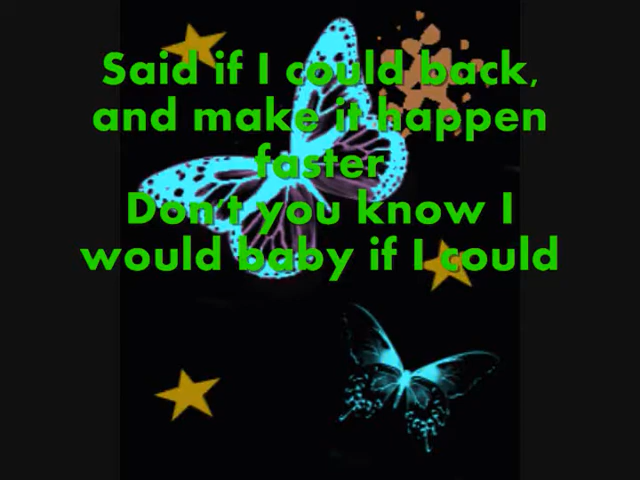 Said if I could back,
and make it happen
faster
Don't you know I
would baby if I could